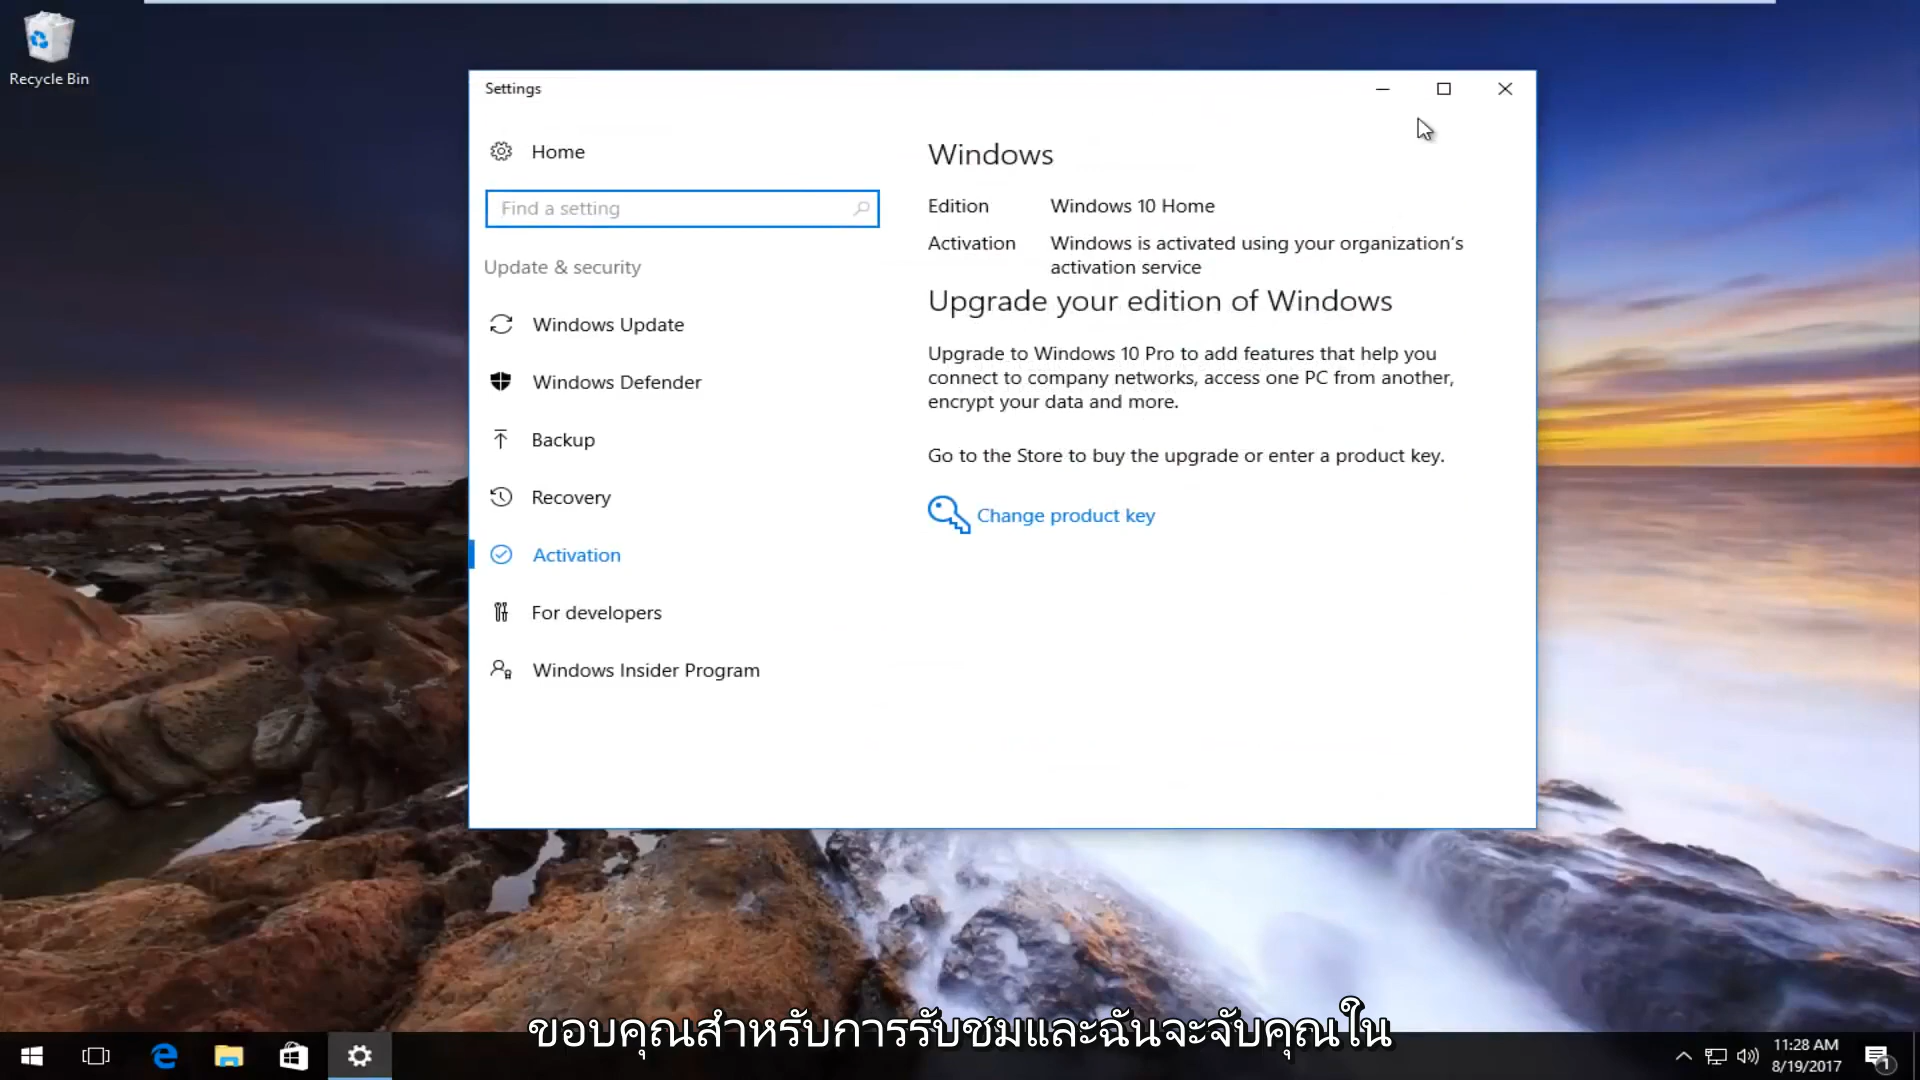 Recycle Bin
Settings
Home
Find a setting
Update & security
Windows Update
Windows Defender
Backup
Recovery
Activation
For developers
Windows Insider Program
Windows
Edition Windows 10 Home
Activation Windows is activated using your organization's
activation service
Upgrade your edition of Windows
Upgrade to Windows 10 Pro to add features that help you
connect to company networks, access one PC from another,
encrypt your data and more.
Go to the Store to buy the upgrade or enter a product key.
Change product key
ขอบคุณสำหรับการรับชมและฉันจะจับคุณใน
11:28 AM
8/19/2017
1